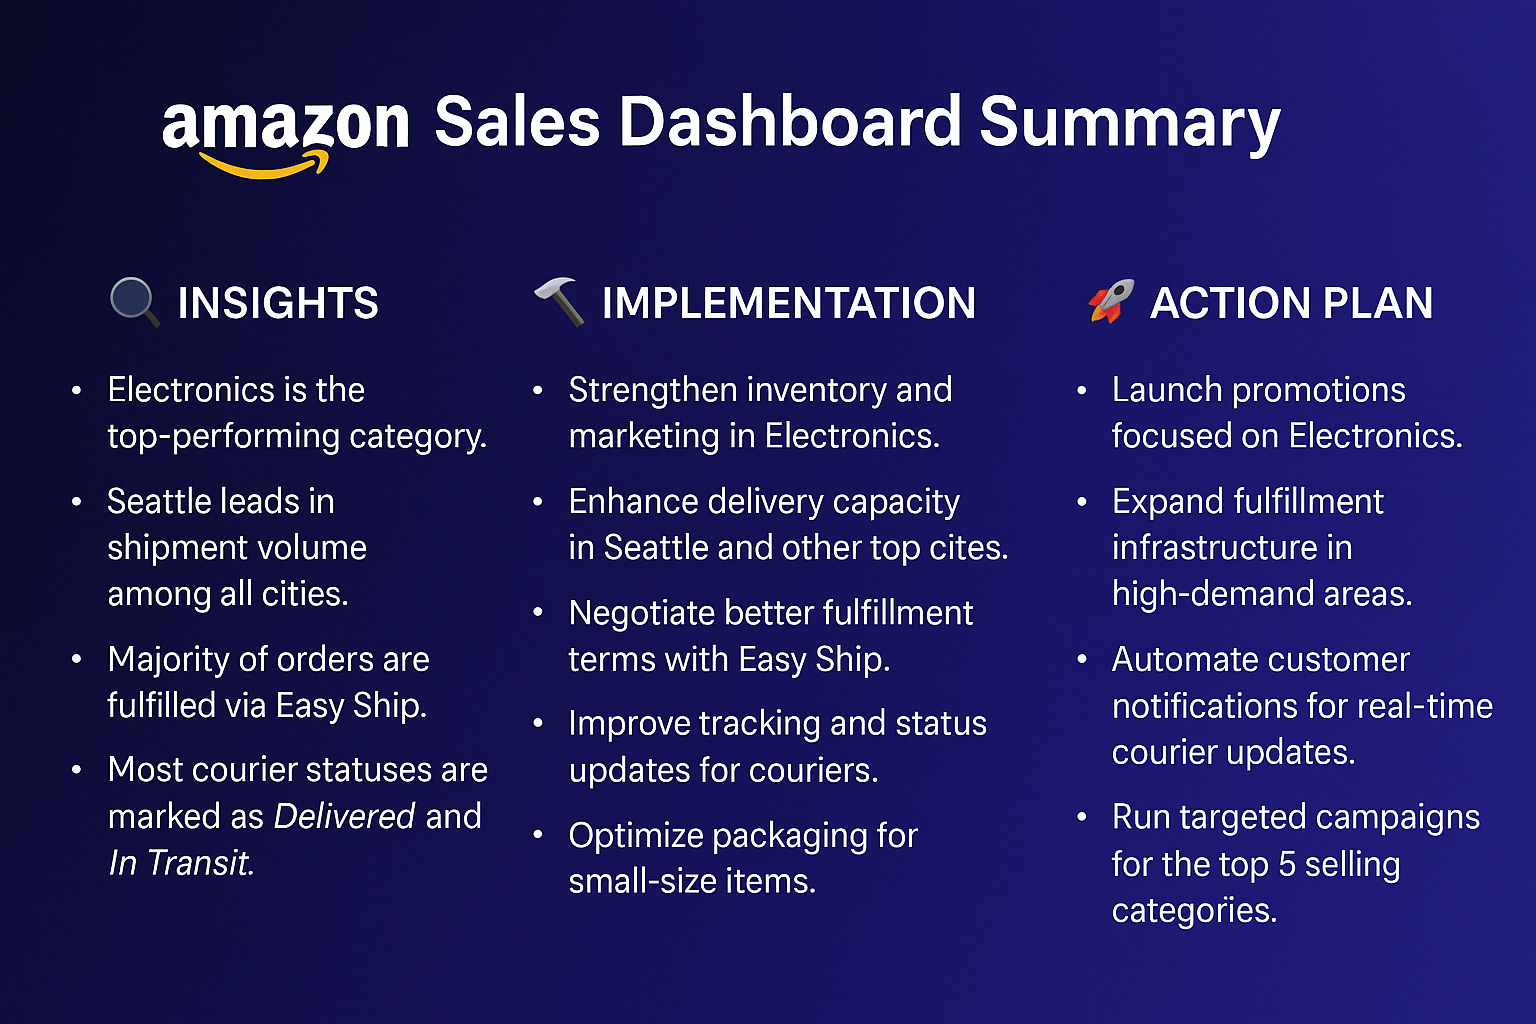 amazon Sales Dashboard Summary
INSIGHTS
• Electronics is the
top-performing category.
• Seattle leads in
shipment volume
among all cities.
• Majority of orders are
fulfilled via Easy Ship.
• Most courier statuses are
marked as Delivered and
In Transit.
IMPLEMENTATION
• Strengthen inventory and
marketing in Electronics.
• Enhance delivery capacity
in Seattle and other top cites.
• Negotiate better fulfillment
terms with Easy Ship.
• Improve tracking and status
updates for couriers.
• Optimize packaging for
small-size items.
ACTION PLAN
• Launch promotions
focused on Electronics.
• Expand fulfillment
infrastructure in
high-demand areas.
• Automate customer
notifications for real-time
courier updates.
• Run targeted campaigns
for the top 5 selling
categorïes.